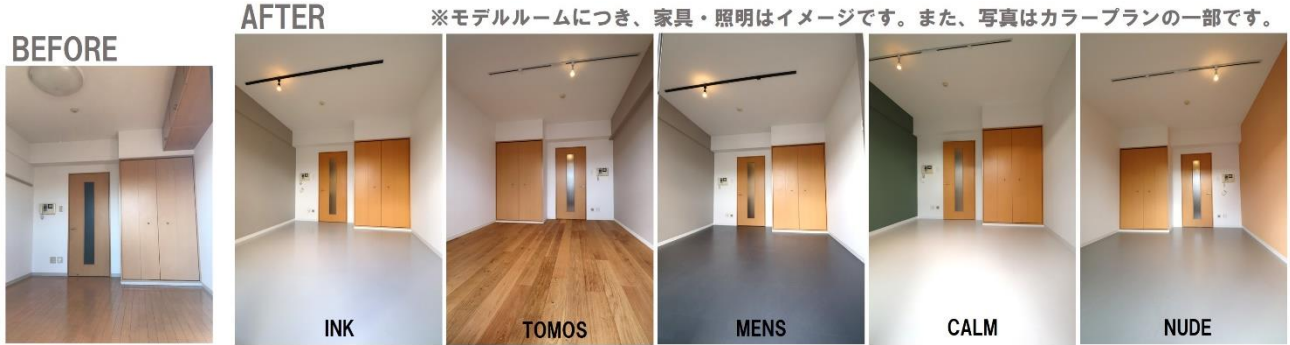 AFTER
※モデルルームにつき、家具・照明はイメージです。また、写真はカラープランの一部です。
BEFORE
INK
TOMOS
MENS
CALM
NUDE